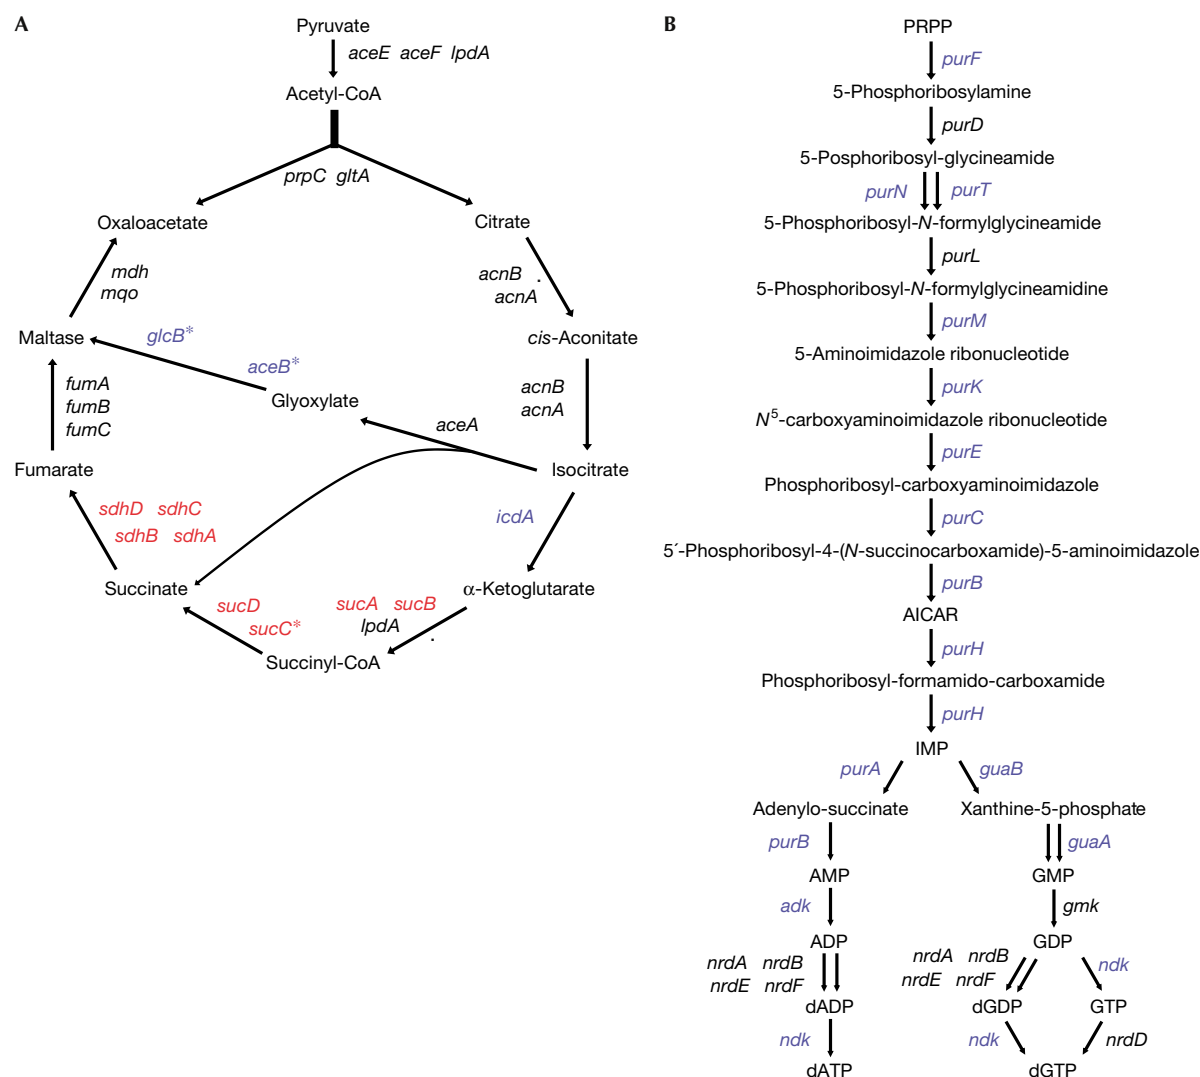 A
Pyruvate
aceE aceF lpdA
Acetyl-CoA
prpC gltA
Oxaloacetate
Citrate
mdh
mqo
acnB
acnA
Maltase
glcB*
cis-Aconitate
aceB*
fumA
fumB
fumC
Glyoxylate
acnB
acnA
aceA
Fumarate
Isocitrate
sdhD sdhC
sdhB sdhA
icdA
Succinate
α-Ketoglutarate
sucD
sucC*
sucA sucB
lpdA
Succinyl-CoA
B
PRPP
purF
5-Phosphoribosylamine
purD
5-Posphoribosyl-glycineamide
purN purT
5-Phosphoribosyl-N-formylglycineamide
purL
5-Phosphoribosyl-N-formylglycineamidine
purM
5-Aminoimidazole ribonucleotide
purK
N5-carboxyaminoimidazole ribonucleotide
purE
Phosphoribosyl-carboxyaminoimidazole
purC
5´-Phosphoribosyl-4-(N-succinocarboxamide)-5-aminoimidazole
purB
AICAR
purH
Phosphoribosyl-formamido-carboxamide
purH
IMP
purA guaB
Adenylo-succinate Xanthine-5-phosphate
purB guaA
AMP GMP
adk gmk
ADP GDP
nrdA nrdB
nrdE nrdF
nrdA nrdB
nrdE nrdF
ndk
dADP dGDP GTP
ndk ndk nrdD
dATP dGTP